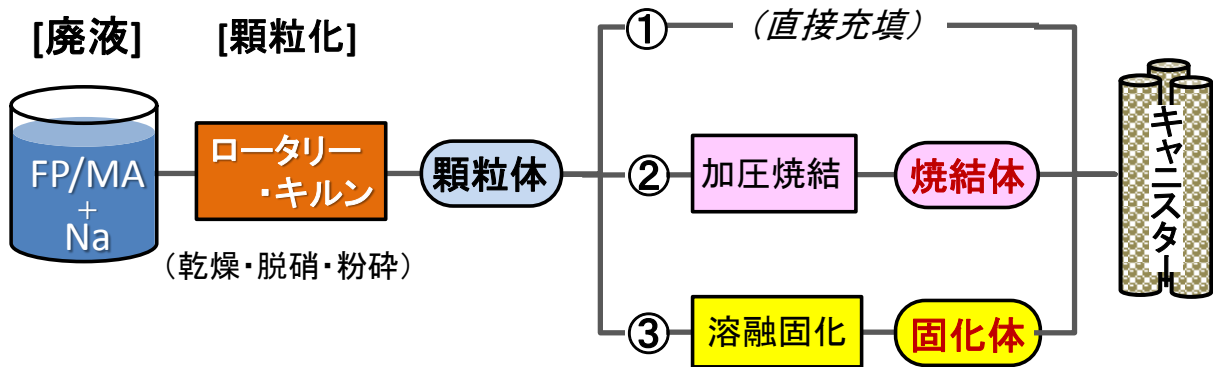 [廃液]
[顆粒化]
FP/MA
+
Na
ロータリー
・キルン
(乾燥・脱硝・粉砕)
顆粒体
① (直接充填)
② 加圧焼結 焼結体
③ 溶融固化 固化体
キャニスター